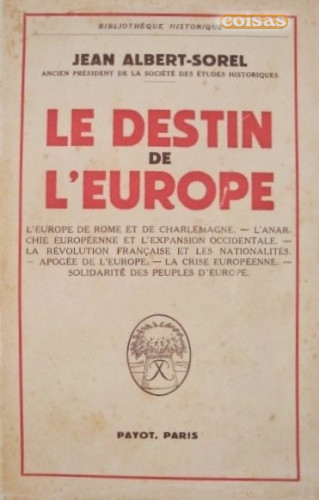 BIBLIOTHÈQUE HISTORIQUE
coisas
JEAN ALBERT-SOREL
ANCIEN PRÉSIDENT DE LA SOCIÉTÉ DES ÉTUDES HISTORIQUES
LE DESTIN
DE
L'EUROPE
L'EUROPE DE ROME ET DE CHARLEMAGNE. — L'ANAR-
CHIE EUROPÉENNE ET L'EXPANSION OCCIDENTALE. —
LA RÉVOLUTION FRANÇAISE ET LES NATIONALITÉS.
— APOGÉE DE L'EUROPE. — LA CRISE EUROPÉENNE. —
SOLIDARITÉ DES PEUPLES D'EUROPE.
PAYOT, PARIS